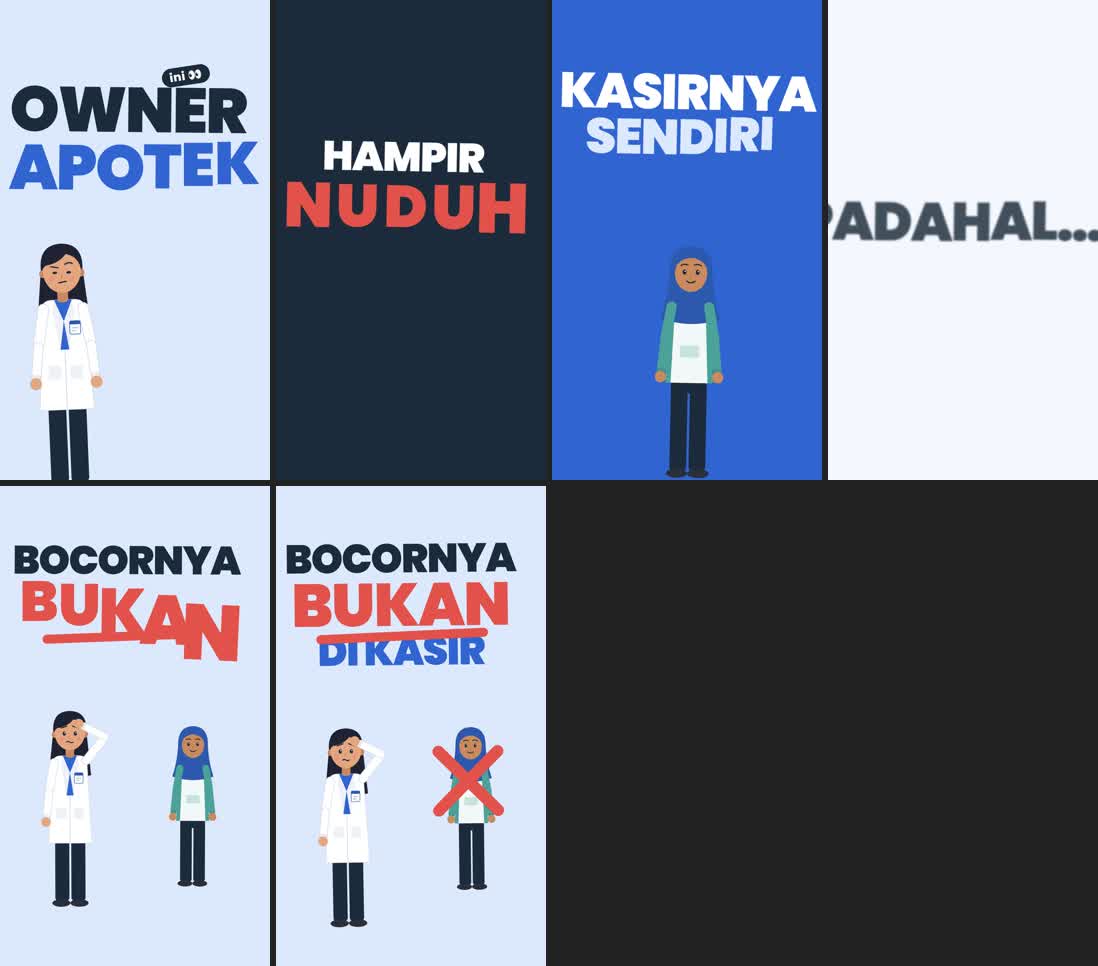 ini 👀
OWNER
APOTEK
HAMPIR
NUDUH
KASIRNYA
SENDIRI
PADAHAL...
BOCORNYA
BUKAN
BOCORNYA
BUKAN
DI KASIR